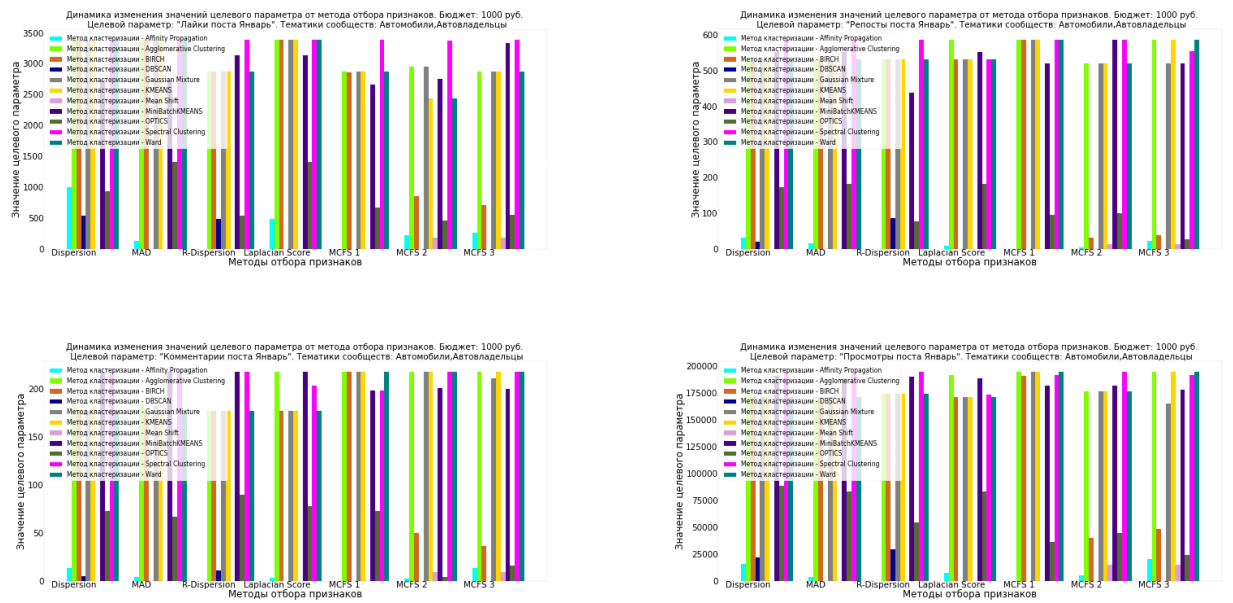 Динамика изменения значений целевого параметра от метода отбора признаков. Бюджет: 1000 руб.
Целевой параметр: "Лайки поста Январь". Тематики сообществ: Автомобили,Автовладельцы
Значение целевого параметра
3500
3000
2500
2000
1500
1000
500
0
Метод кластеризации - Affinity Propagation
Метод кластеризации - Agglomerative Clustering
Метод кластеризации - BIRCH
Метод кластеризации - DBSCAN
Метод кластеризации - Gaussian Mixture
Метод кластеризации - KMEANS
Метод кластеризации - Mean Shift
Метод кластеризации - MiniBatchKMEANS
Метод кластеризации - OPTICS
Метод кластеризации - Spectral Clustering
Метод кластеризации - Ward
Dispersion MAD R-Dispersion Laplacian Score MCFS 1 MCFS 2 MCFS 3
Методы отбора признаков
Динамика изменения значений целевого параметра от метода отбора признаков. Бюджет: 1000 руб.
Целевой параметр: "Репосты поста Январь". Тематики сообществ: Автомобили,Автовладельцы
Значение целевого параметра
600
500
400
300
200
100
0
Метод кластеризации - Affinity Propagation
Метод кластеризации - Agglomerative Clustering
Метод кластеризации - BIRCH
Метод кластеризации - DBSCAN
Метод кластеризации - Gaussian Mixture
Метод кластеризации - KMEANS
Метод кластеризации - Mean Shift
Метод кластеризации - MiniBatchKMEANS
Метод кластеризации - OPTICS
Метод кластеризации - Spectral Clustering
Метод кластеризации - Ward
Dispersion MAD R-Dispersion Laplacian Score MCFS 1 MCFS 2 MCFS 3
Методы отбора признаков
Динамика изменения значений целевого параметра от метода отбора признаков. Бюджет: 1000 руб.
Целевой параметр: "Комментарии поста Январь". Тематики сообществ: Автомобили,Автовладельцы
Значение целевого параметра
200
150
100
50
0
Метод кластеризации - Affinity Propagation
Метод кластеризации - Agglomerative Clustering
Метод кластеризации - BIRCH
Метод кластеризации - DBSCAN
Метод кластеризации - Gaussian Mixture
Метод кластеризации - KMEANS
Метод кластеризации - Mean Shift
Метод кластеризации - MiniBatchKMEANS
Метод кластеризации - OPTICS
Метод кластеризации - Spectral Clustering
Метод кластеризации - Ward
Dispersion MAD R-Dispersion Laplacian Score MCFS 1 MCFS 2 MCFS 3
Методы отбора признаков
Динамика изменения значений целевого параметра от метода отбора признаков. Бюджет: 1000 руб.
Целевой параметр: "Просмотры поста Январь". Тематики сообществ: Автомобили,Автовладельцы
Значение целевого параметра
200000
175000
150000
125000
100000
75000
50000
25000
0
Метод кластеризации - Affinity Propagation
Метод кластеризации - Agglomerative Clustering
Метод кластеризации - BIRCH
Метод кластеризации - DBSCAN
Метод кластеризации - Gaussian Mixture
Метод кластеризации - KMEANS
Метод кластеризации - Mean Shift
Метод кластеризации - MiniBatchKMEANS
Метод кластеризации - OPTICS
Метод кластеризации - Spectral Clustering
Метод кластеризации - Ward
Dispersion MAD R-Dispersion Laplacian Score MCFS 1 MCFS 2 MCFS 3
Методы отбора признаков